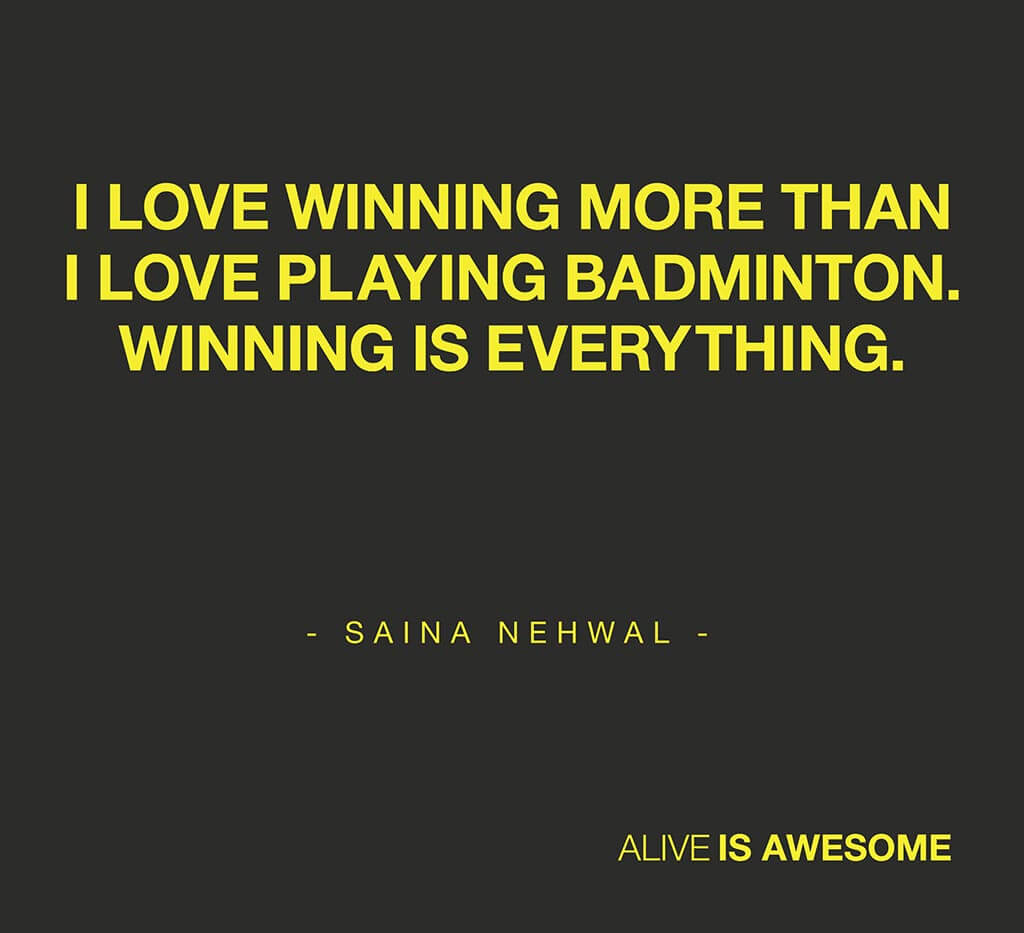 I LOVE WINNING MORE THAN
I LOVE PLAYING BADMINTON.
WINNING IS EVERYTHING.
- SAINA NEHWAL -
ALIVE IS AWESOME